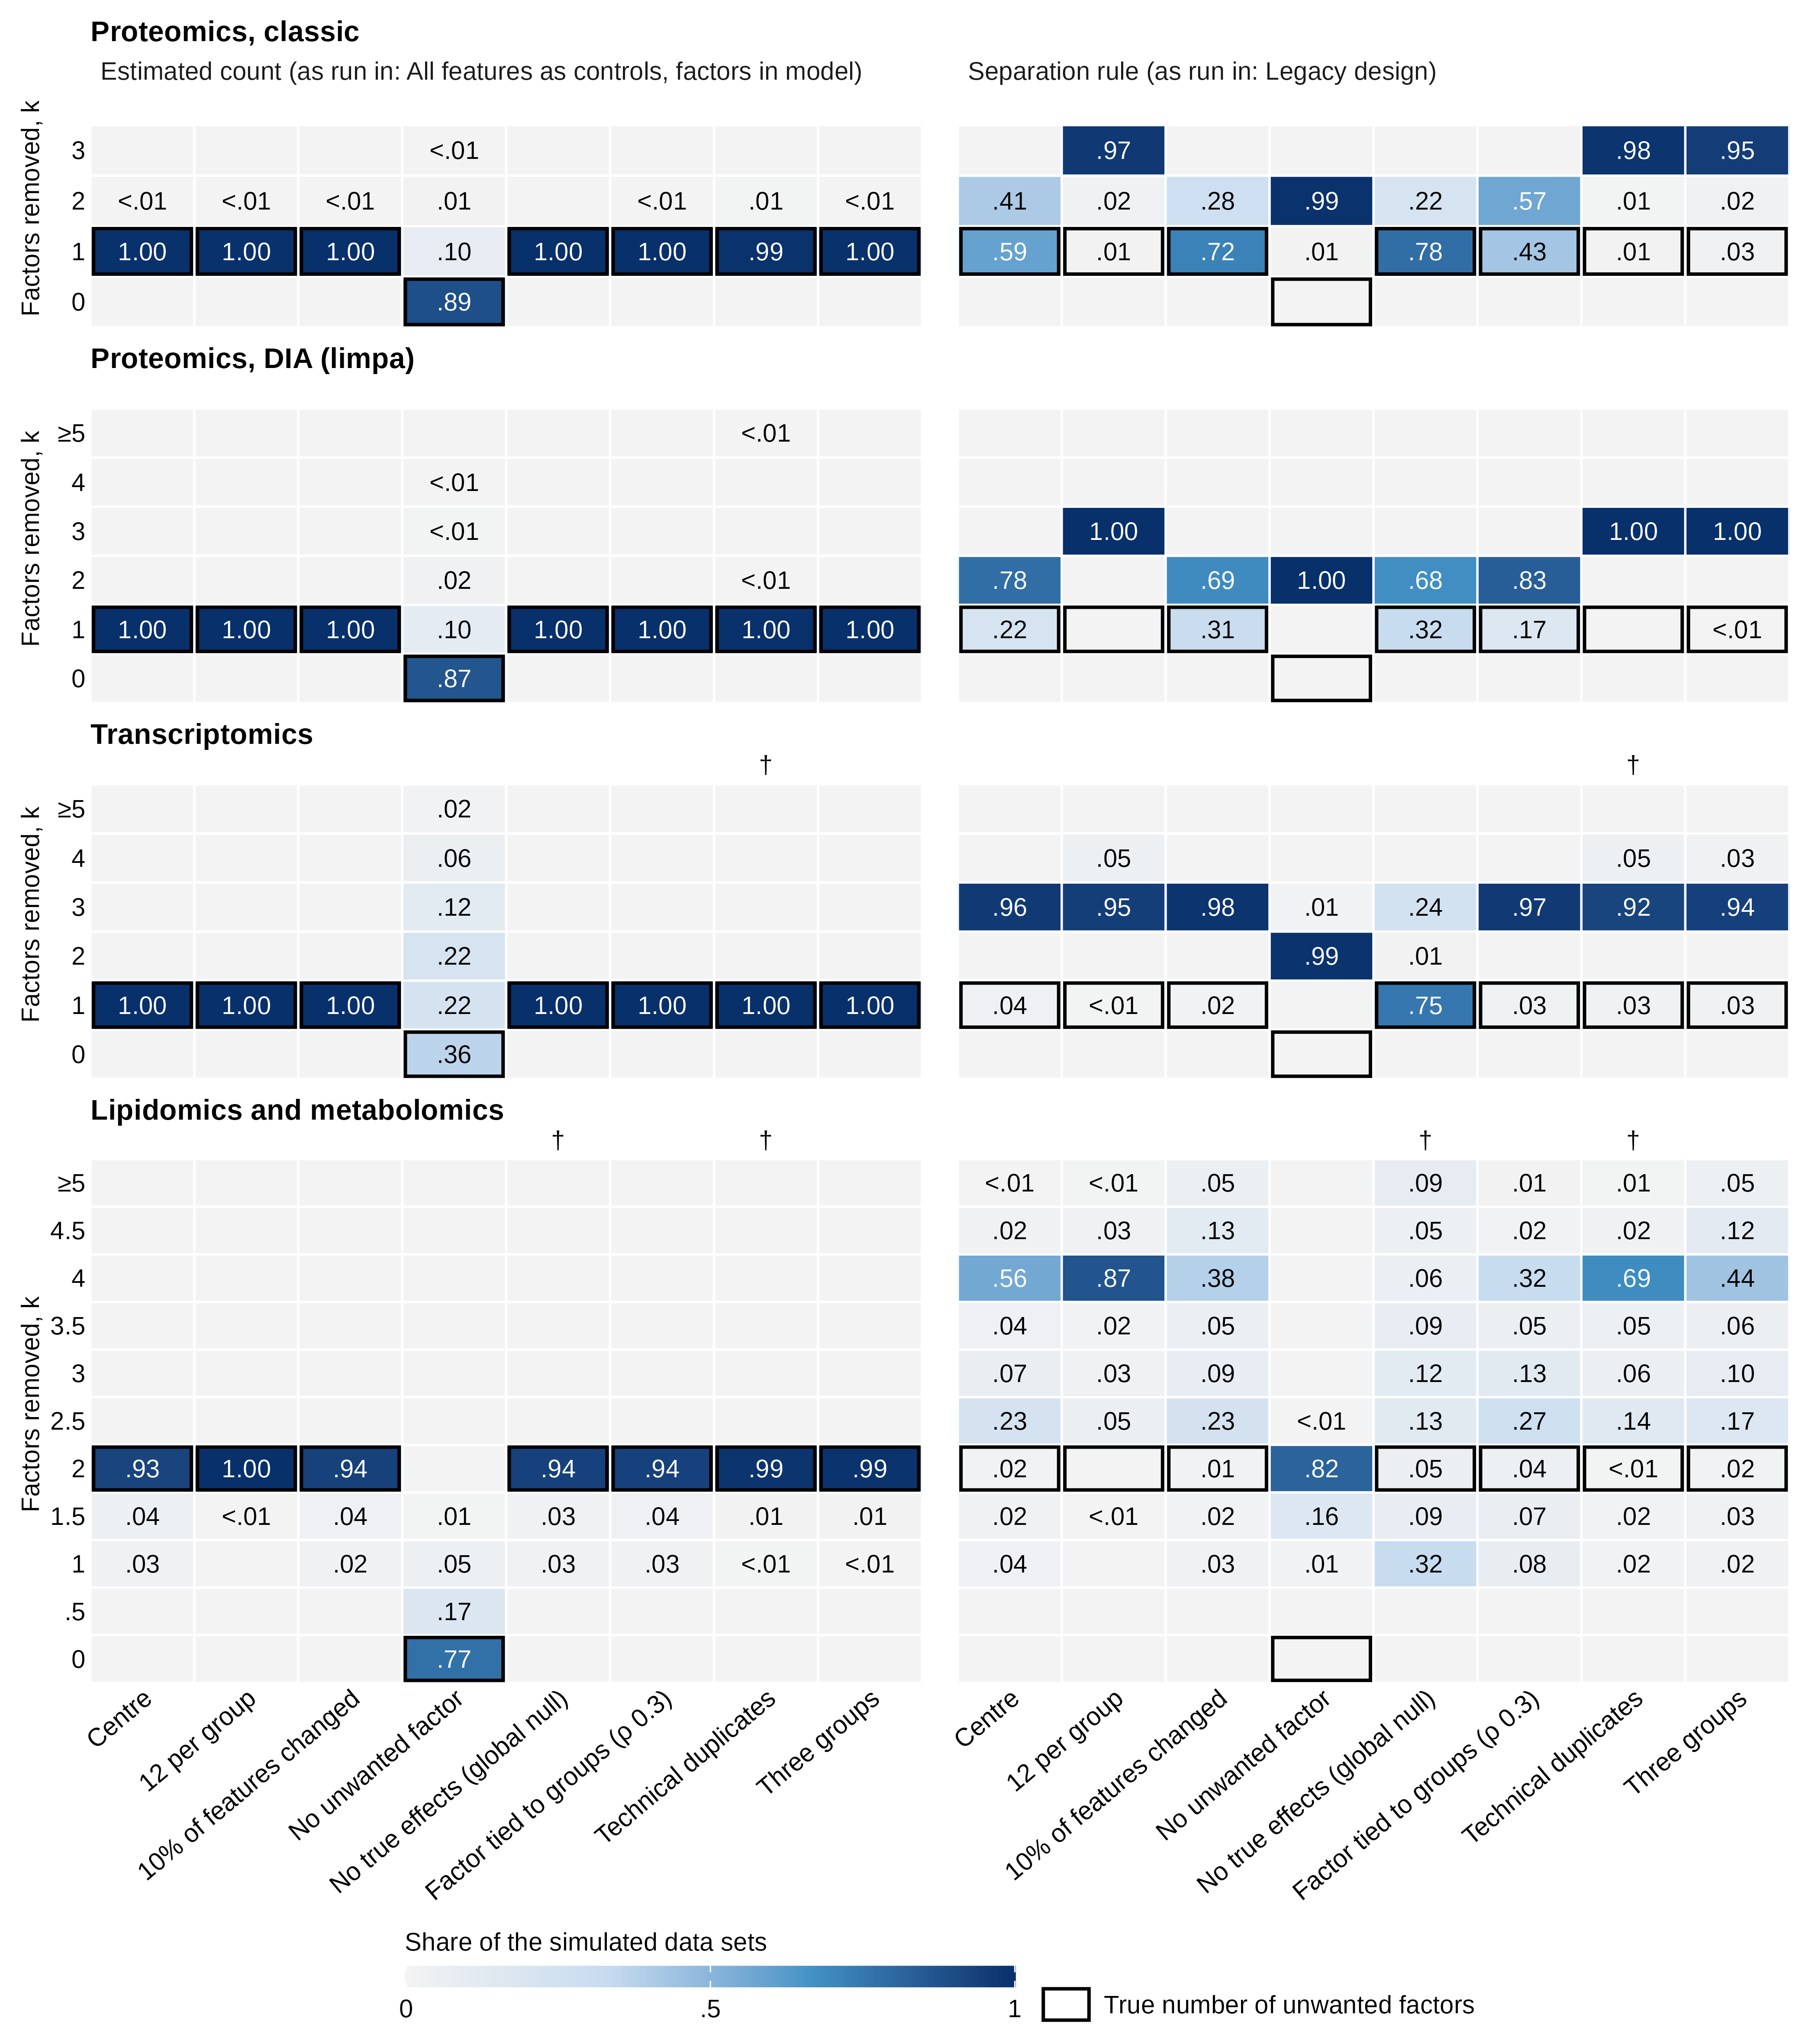 Proteomics, classic
Estimated count (as run in: All features as controls, factors in model)
Separation rule (as run in: Legacy design)
Factors removed, k
3 <.01 .97 .98 .95
2 <.01 <.01 <.01 .01 <.01 .01 <.01 .41 .02 .28 .99 .22 .57 .01 .02
1 1.00 1.00 1.00 .10 1.00 1.00 .99 1.00 .59 .01 .72 .01 .78 .43 .01 .03
0 .89
Proteomics, DIA (limpa)
Factors removed, k
≥5 <.01
4 <.01
3 <.01 1.00 1.00 1.00
2 .02 <.01 .78 .69 1.00 .68 .83
1 1.00 1.00 1.00 .10 1.00 1.00 1.00 1.00 .22 .31 .32 .17 <.01
0 .87
Transcriptomics
† †
Factors removed, k
≥5 .02
4 .06 .05 .05 .03
3 .12 .96 .95 .98 .01 .24 .97 .92 .94
2 .22 .99 .01
1 1.00 1.00 1.00 .22 1.00 1.00 1.00 1.00 .04 <.01 .02 .75 .03 .03 .03
0 .36
Lipidomics and metabolomics
† † † †
Factors removed, k
≥5 <.01 <.01 .05 .09 .01 .01 .05
4.5 .02 .03 .13 .05 .02 .02 .12
4 .56 .87 .38 .06 .32 .69 .44
3.5 .04 .02 .05 .09 .05 .05 .06
3 .07 .03 .09 .12 .13 .06 .10
2.5 .23 .05 .23 <.01 .13 .27 .14 .17
2 .93 1.00 .94 .94 .94 .99 .99 .02 .01 .82 .05 .04 <.01 .02
1.5 .04 <.01 .04 .01 .03 .04 .01 .01 .02 <.01 .02 .16 .09 .07 .02 .03
1 .03 .02 .05 .03 .03 <.01 <.01 .04 .03 .01 .32 .08 .02 .02
.5 .17
0 .77
Centre
12 per group
10% of features changed
No unwanted factor
No true effects (global null)
Factor tied to groups (ρ 0.3)
Technical duplicates
Three groups
Centre
12 per group
10% of features changed
No unwanted factor
No true effects (global null)
Factor tied to groups (ρ 0.3)
Technical duplicates
Three groups
Share of the simulated data sets
0 .5 1
True number of unwanted factors